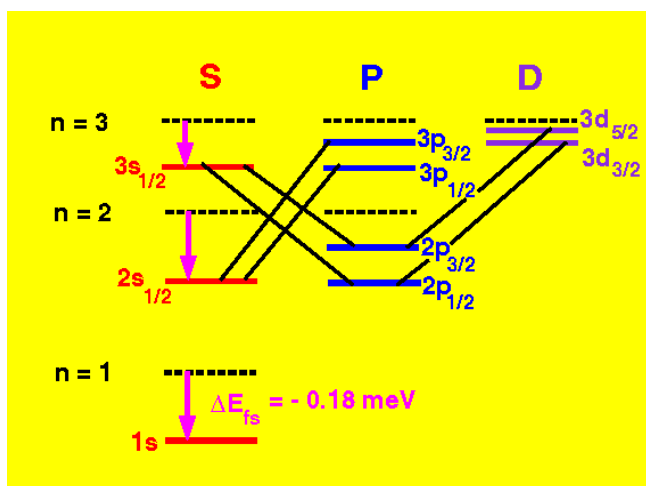 S P D
n = 3
3d5/2
3p3/2
3s1/2
3p1/2
3d3/2
n = 2
2p3/2
2s1/2
2p1/2
n = 1
ΔEfs = - 0.18 meV
1s